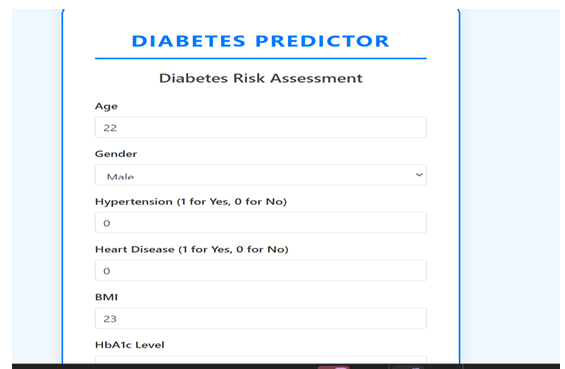 DIABETES PREDICTOR
Diabetes Risk Assessment
Age
22
Gender
Male
Hypertension (1 for Yes, 0 for No)
0
Heart Disease (1 for Yes, 0 for No)
0
BMI
23
HbA1c Level